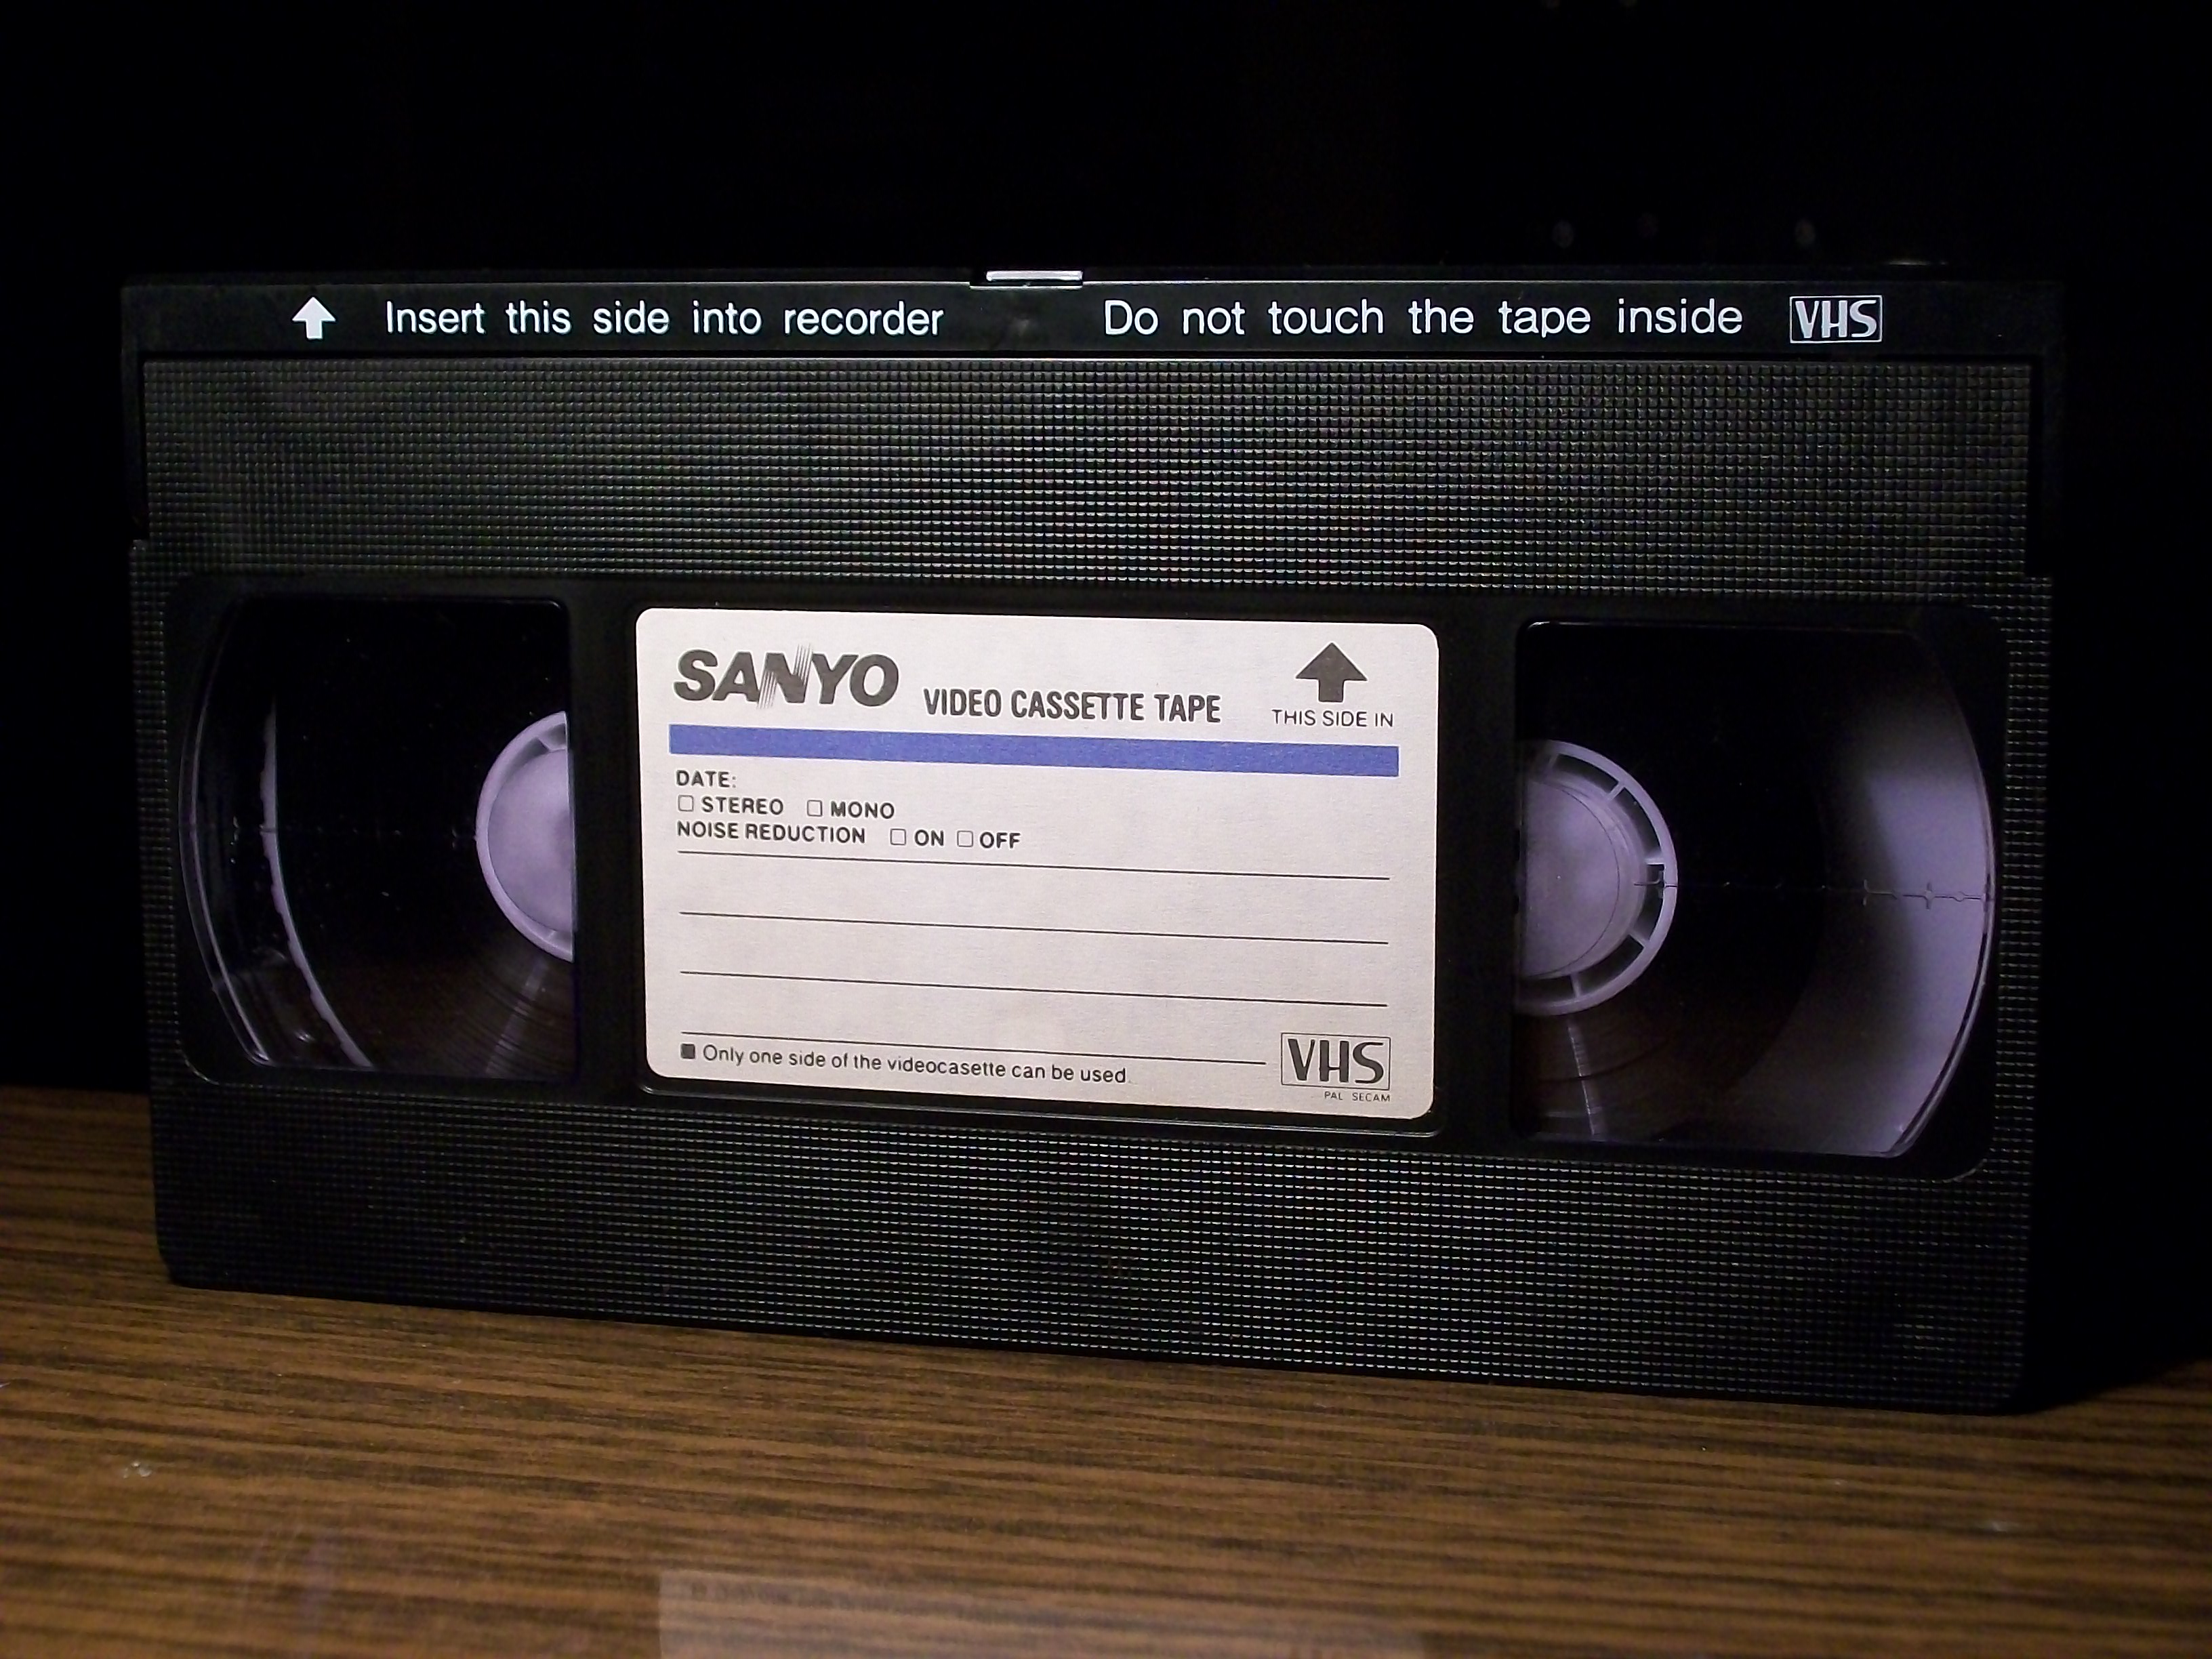 Insert this side into recorder Do not touch the tape inside VHS
SANYO VIDEO CASSETTE TAPE
THIS SIDE IN
DATE:
STEREO MONO
NOISE REDUCTION ON OFF
Only one side of the videocasette can be used.
VHS
PAL SECAM